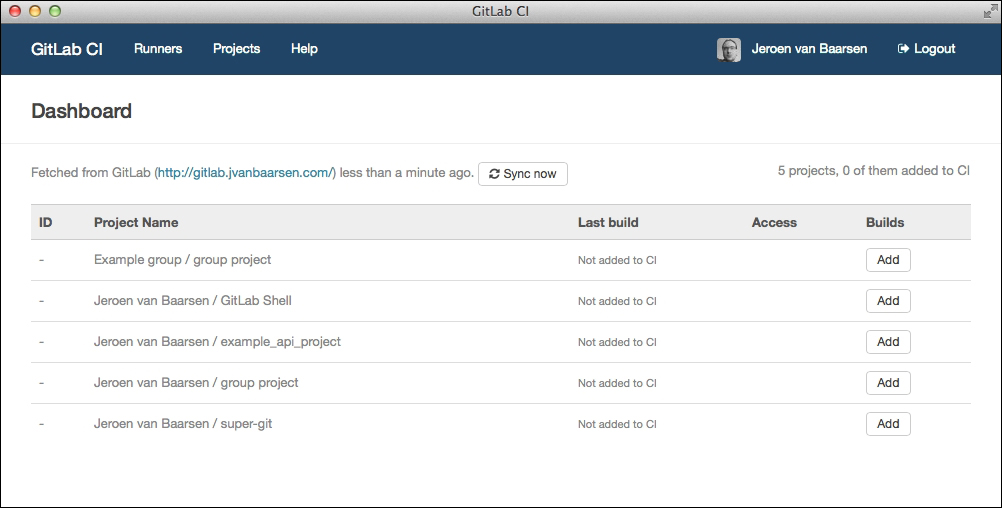 GitLab CI
GitLab CI Runners Projects Help Jeroen van Baarsen Logout
Dashboard
Fetched from GitLab (http://gitlab.jvanbaarsen.com/) less than a minute ago. Sync now 5 projects, 0 of them added to CI
ID Project Name Last build Access Builds
- Example group / group project Not added to CI Add
- Jeroen van Baarsen / GitLab Shell Not added to CI Add
- Jeroen van Baarsen / example_api_project Not added to CI Add
- Jeroen van Baarsen / group project Not added to CI Add
- Jeroen van Baarsen / super-git Not added to CI Add